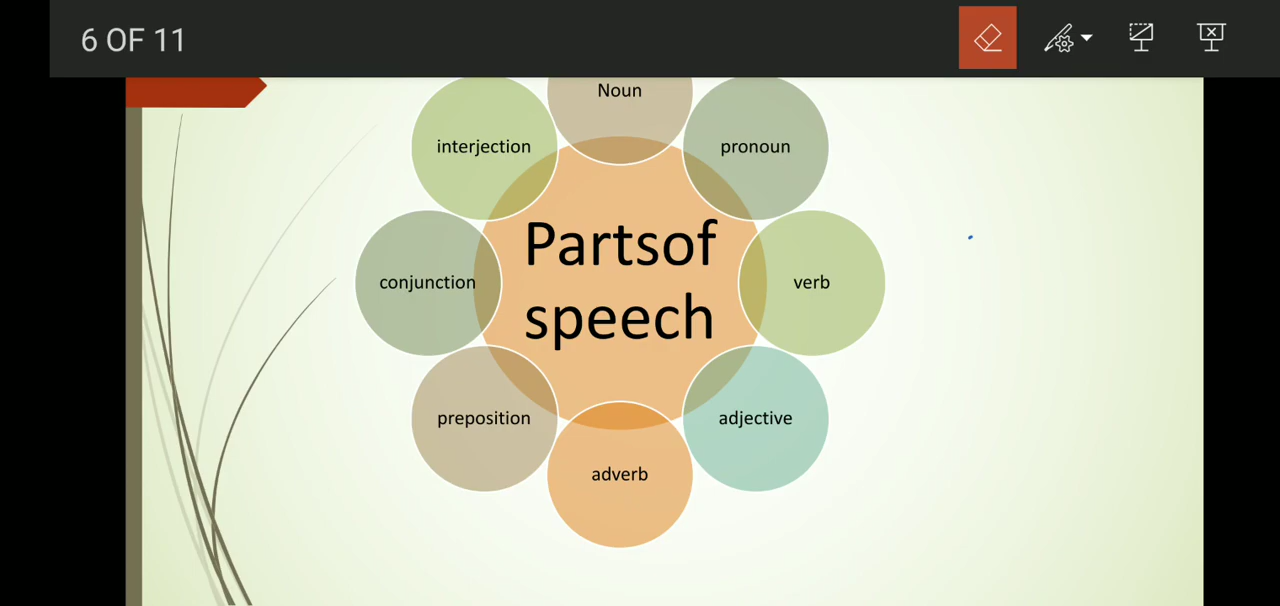 6 OF 11
Noun
interjection
pronoun
Partsof
speech
conjunction
verb
preposition
adjective
adverb